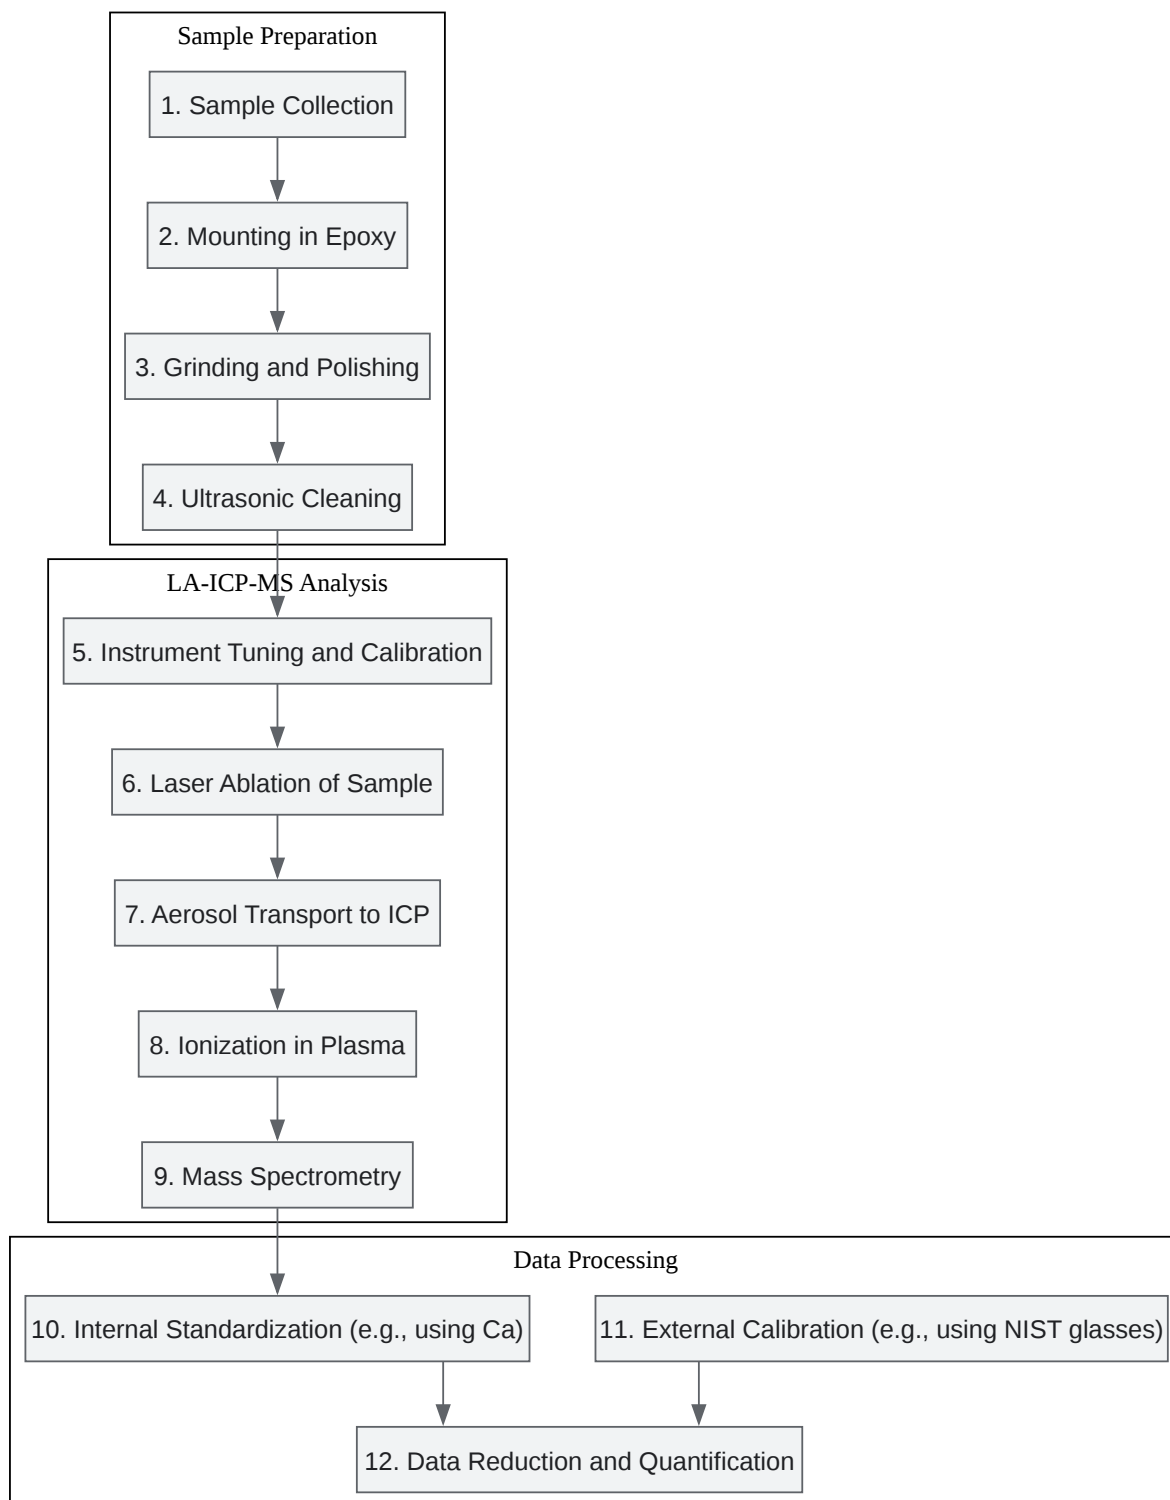 Sample Preparation
1. Sample Collection
2. Mounting in Epoxy
3. Grinding and Polishing
4. Ultrasonic Cleaning
LA-ICP-MS Analysis
5. Instrument Tuning and Calibration
6. Laser Ablation of Sample
7. Aerosol Transport to ICP
8. Ionization in Plasma
9. Mass Spectrometry
Data Processing
10. Internal Standardization (e.g., using Ca)
11. External Calibration (e.g., using NIST glasses)
12. Data Reduction and Quantification